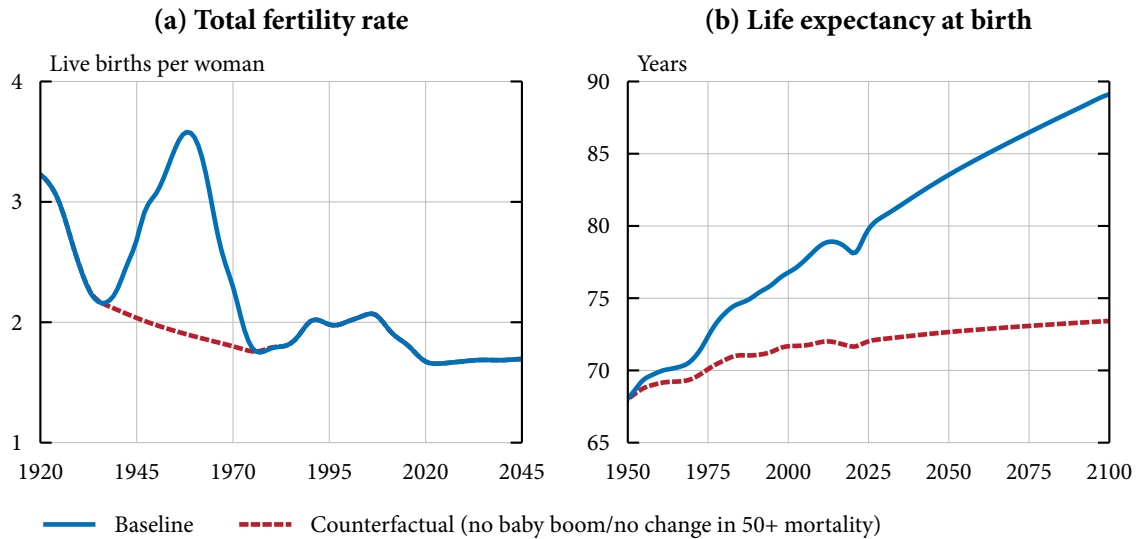 (a) Total fertility rate
Live births per woman
4
3
2
1
1920 1945 1970 1995 2020 2045
(b) Life expectancy at birth
Years
90
85
80
75
70
65
1950 1975 2000 2025 2050 2075 2100
Baseline
Counterfactual (no baby boom/no change in 50+ mortality)